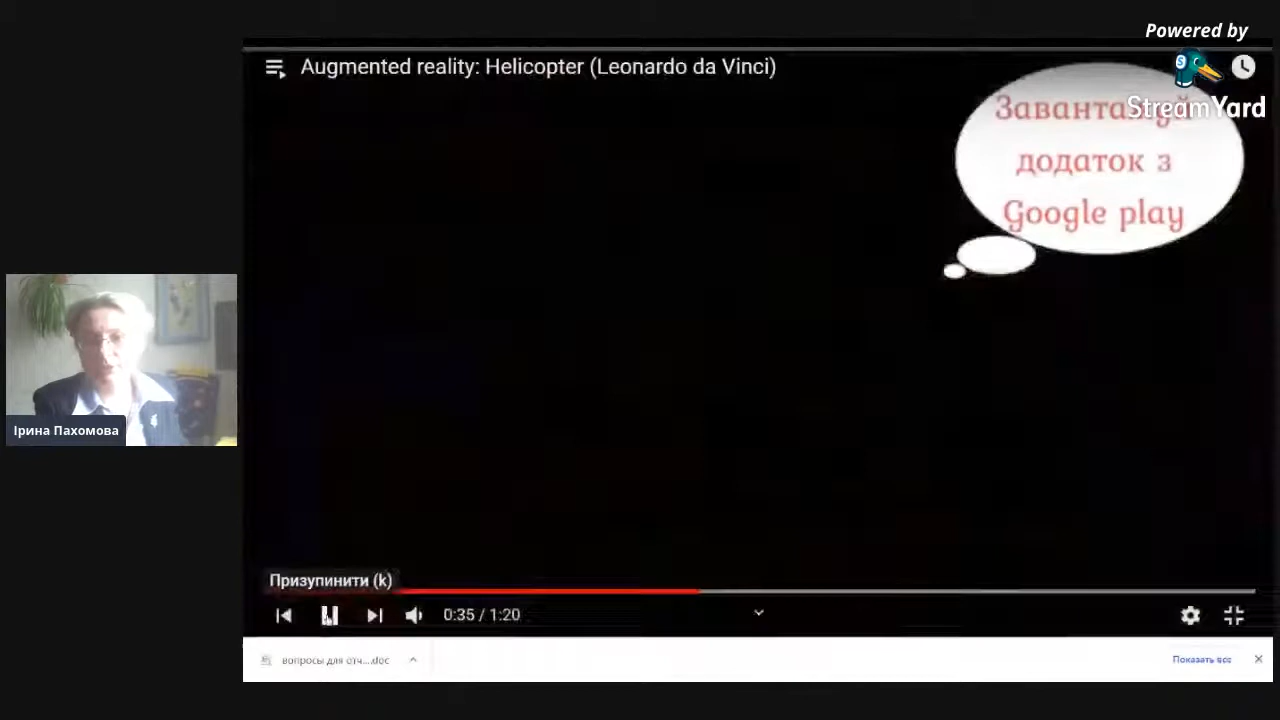 Powered by
StreamYard
Augmented reality: Helicopter (Leonardo da Vinci)
додаток з
Google play
Ірина Пахомова
Призупинити (k)
0:35 / 1:20
вопросы для отч....doc
Показать все